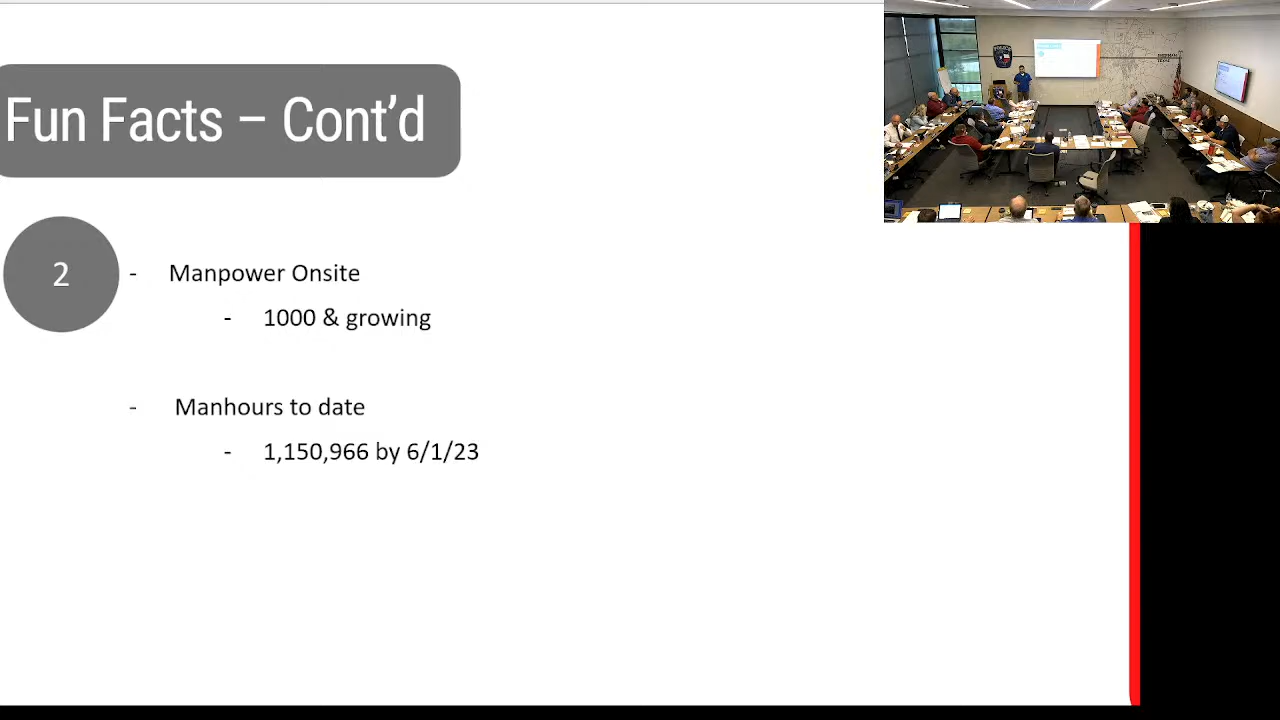 Fun Facts – Cont’d
2
- Manpower Onsite
- 1000 & growing
- Manhours to date
- 1,150,966 by 6/1/23